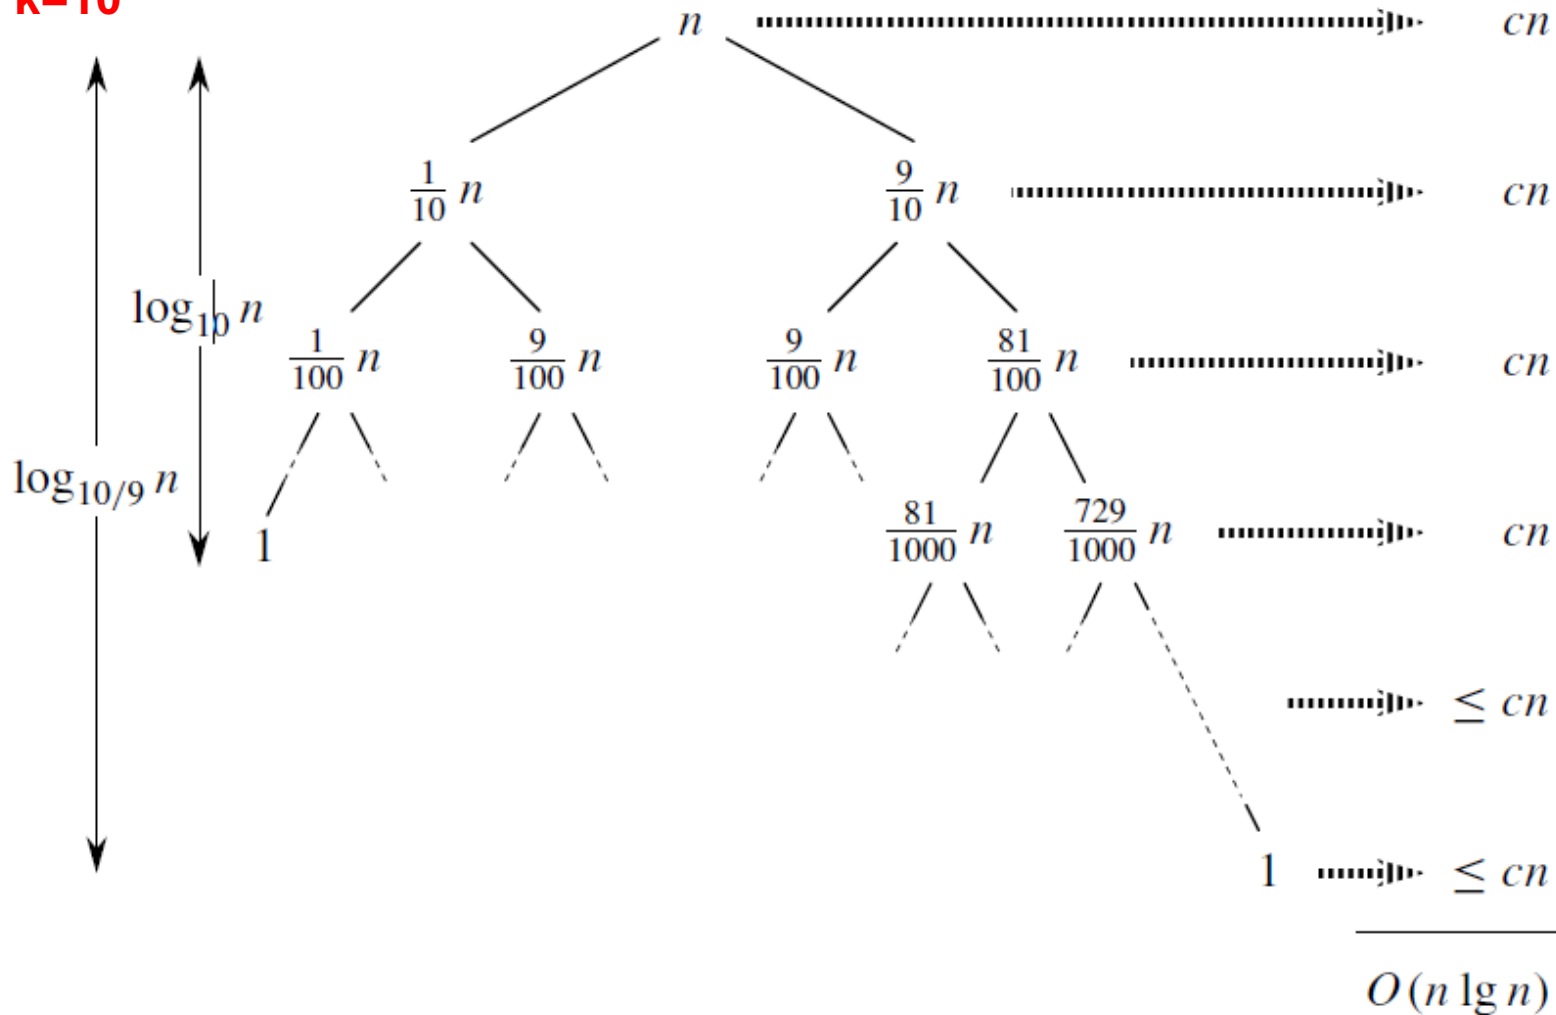 k=10
n cn
1/10 n 9/10 n cn
log₁₀ n
1/100 n 9/100 n 9/100 n 81/100 n cn
log₁₀/₉ n
1 81/1000 n 729/1000 n cn
≤ cn
1 ≤ cn
O(n lg n)